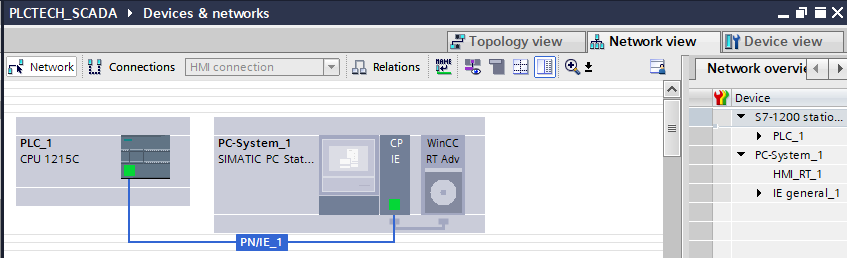 PLCTECH_SCADA ▸ Devices & networks
Topology view
Network view
Device view
Network
Connections
HMI connection
Relations
Network overvie
Device
S7-1200 statio...
PLC_1
PC-System_1
HMI_RT_1
IE general_1
PLC_1
CPU 1215C
PC-System_1
SIMATIC PC Stat...
CP
IE
WinCC
RT Adv
PN/IE_1